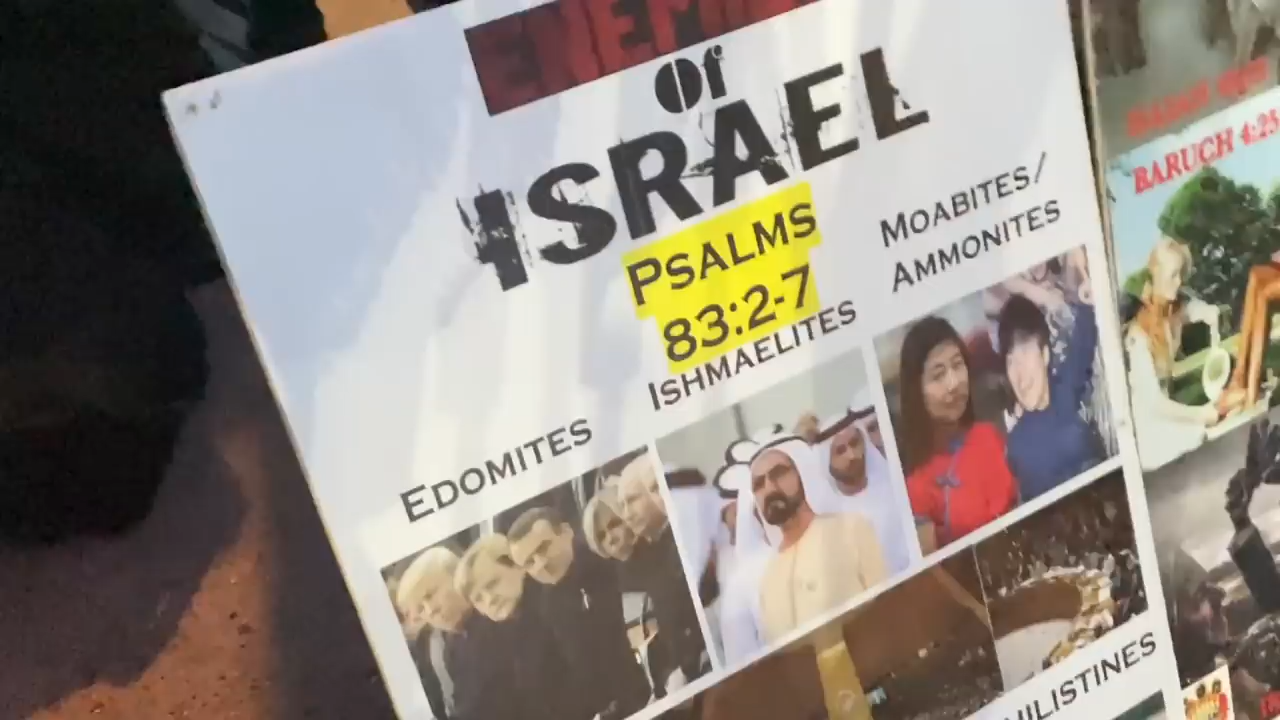 OF
ISRAEL
PSALMS
83:2-7
EDOMITES
ISHMAELITES
MOABITES/
AMMONITES
BARUCH 4:25